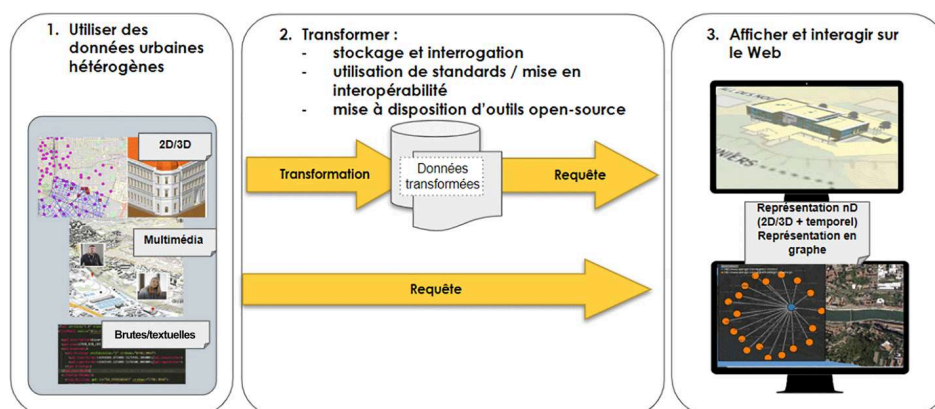 1. Utiliser des
données urbaines
hétérogènes
2D/3D
Multimédia
Brutes/textuelles
2. Transformer :
- stockage et interrogation
- utilisation de standards / mise en
interopérabilité
- mise à disposition d'outils open-source
Transformation
Données
transformées
Requête
Requête
3. Afficher et interagir sur
le Web
Représentation nD
(2D/3D + temporel)
Représentation en
graphe